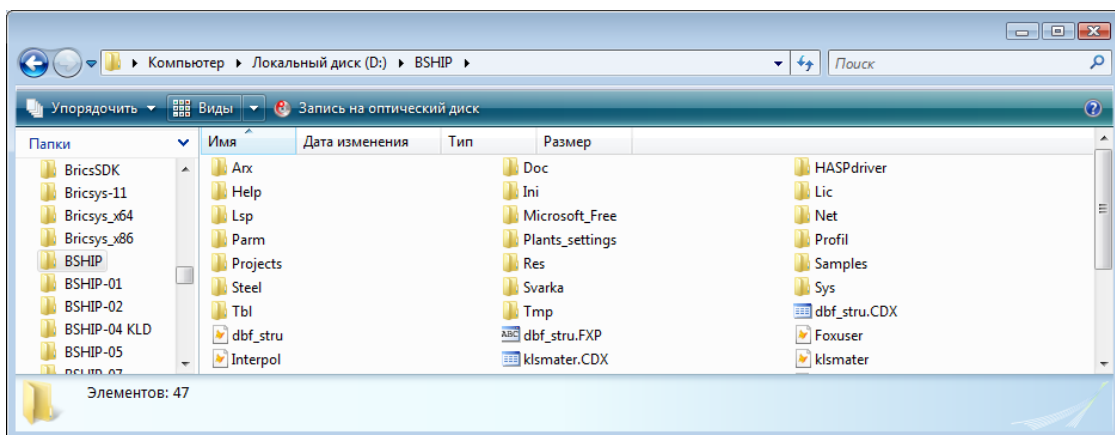 Компьютер ▸ Локальный диск (D:) ▸ BSHIP ▸ Поиск
Упорядочить Виды Запись на оптический диск
Папки Имя Дата изменения Тип Размер
BricsSDK
Bricsys-11
Bricsys_x64
Bricsys_x86
BSHIP
BSHIP-01
BSHIP-02
BSHIP-04 KLD
BSHIP-05
BSHIP-07
Arx Doc HASPdriver
Help Ini Lic
Lsp Microsoft_Free Net
Parm Plants_settings Profil
Projects Res Samples
Steel Svarka Sys
Tbl Tmp dbf_stru.CDX
dbf_stru dbf_stru.FXP Foxuser
Interpol klsmater.CDX klsmater
Элементов: 47